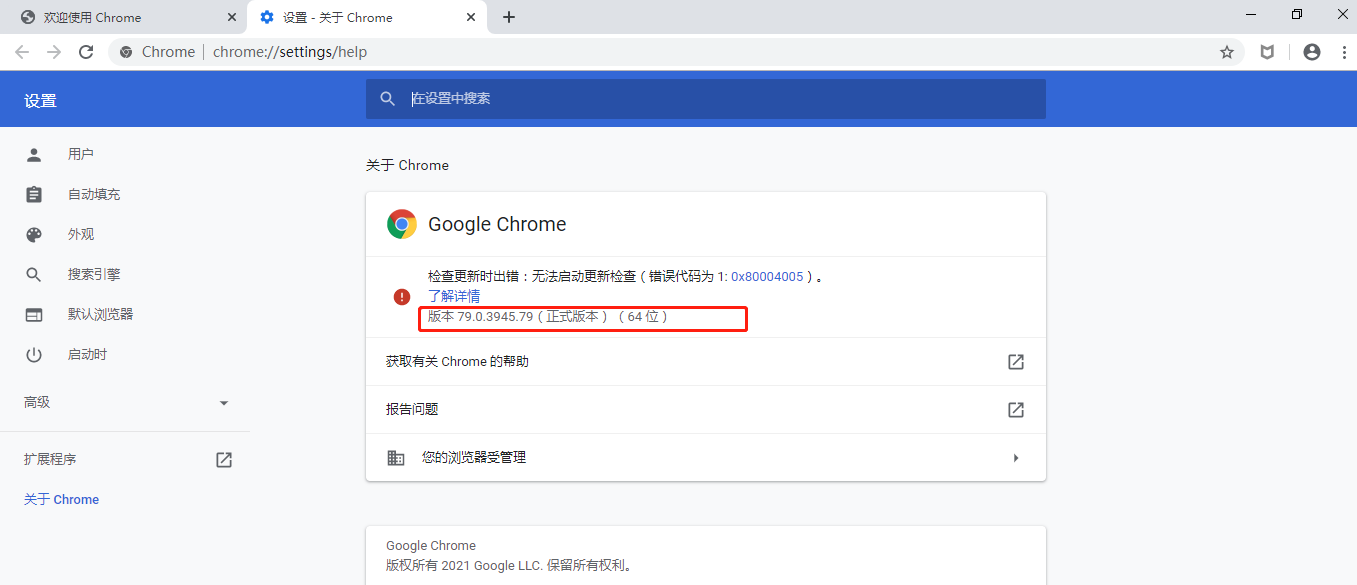 欢迎使用 Chrome
设置 - 关于 Chrome
Chrome | chrome://settings/help
设置
在设置中搜索
用户
自动填充
外观
搜索引擎
默认浏览器
启动时
高级
扩展程序
关于 Chrome
关于 Chrome
Google Chrome
检查更新时出错：无法启动更新检查（错误代码为 1: 0x80004005）。
了解详情
版本 79.0.3945.79（正式版本）（64 位）
获取有关 Chrome 的帮助
报告问题
您的浏览器受管理
Google Chrome
版权所有 2021 Google LLC. 保留所有权利。